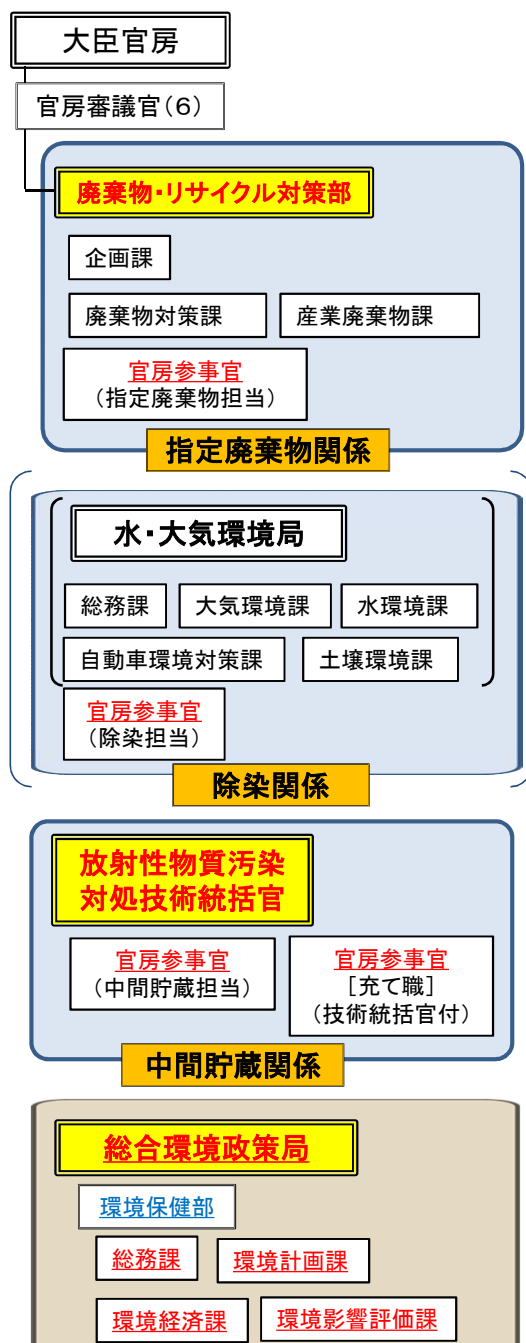 大臣官房
官房審議官(6)
廃棄物・リサイクル対策部
企画課
廃棄物対策課
産業廃棄物課
官房参事官
(指定廃棄物担当)
指定廃棄物関係
水・大気環境局
総務課
大気環境課
水環境課
自動車環境対策課
土壌環境課
官房参事官
(除染担当)
除染関係
放射性物質汚染
対処技術統括官
官房参事官
(中間貯蔵担当)
官房参事官
[充て職]
(技術統括官付)
中間貯蔵関係
総合環境政策局
環境保健部
総務課
環境計画課
環境経済課
環境影響評価課